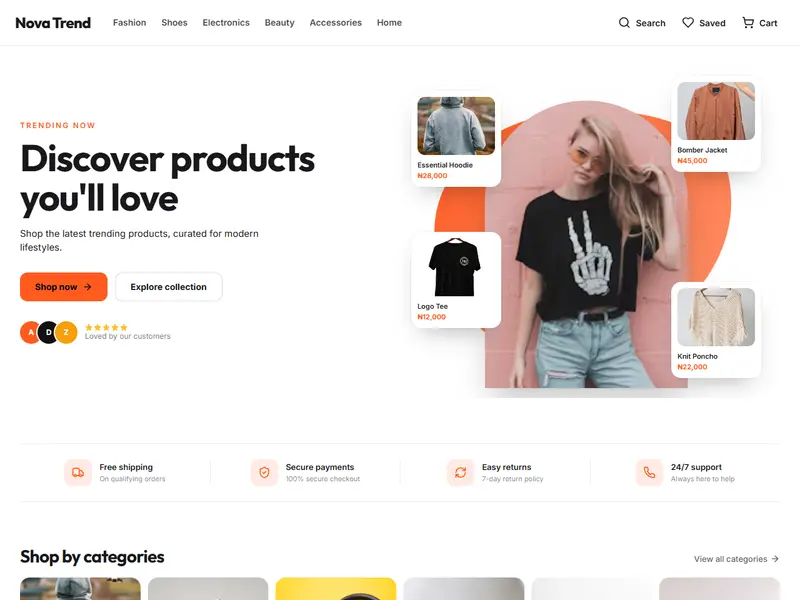 Nova Trend
Fashion
Shoes
Electronics
Beauty
Accessories
Home
Search
Saved
Cart
TRENDING NOW
Discover products
you'll love
Shop the latest trending products, curated for modern
lifestyles.
Shop now
Explore collection
A
D
Z
Loved by our customers
Essential Hoodie
₦28,000
Bomber Jacket
₦45,000
Logo Tee
₦12,000
Knit Poncho
₦22,000
Free shipping
On qualifying orders
Secure payments
100% secure checkout
Easy returns
7-day return policy
24/7 support
Always here to help
Shop by categories
View all categories